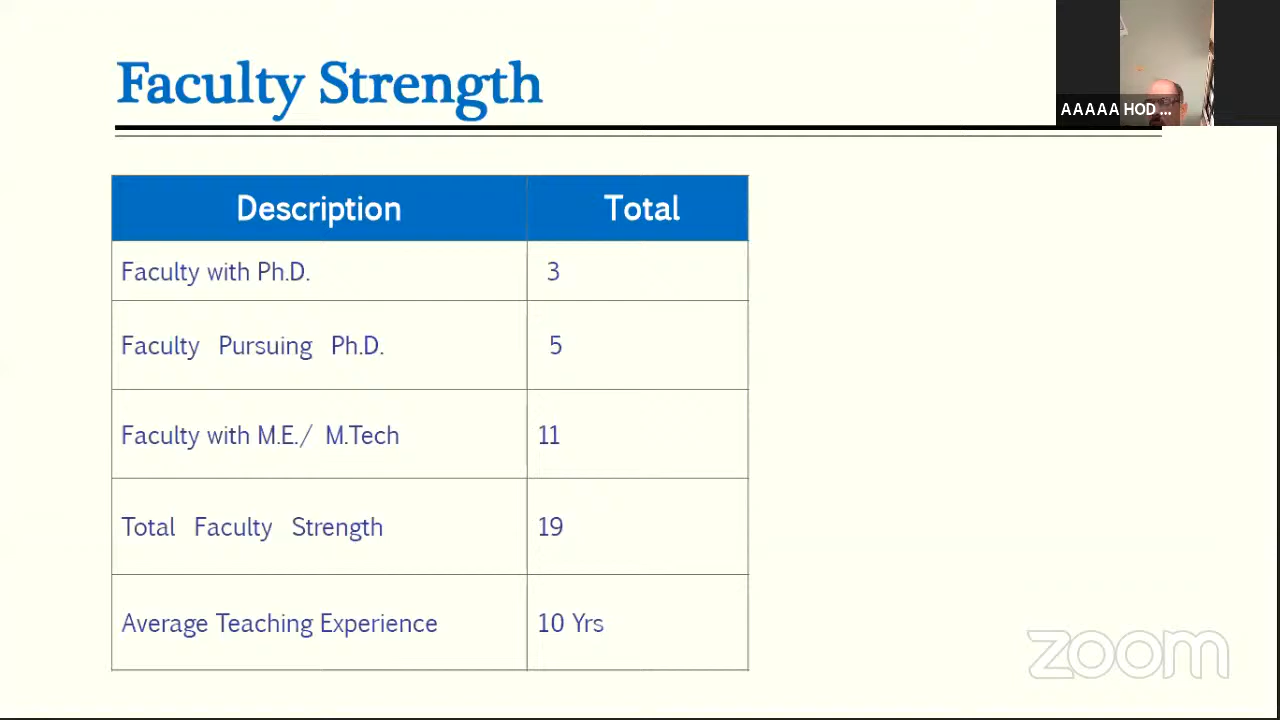 Faculty Strength
AAAAA HOD ...
Description Total
Faculty with Ph.D. 3
Faculty Pursuing Ph.D. 5
Faculty with M.E./ M.Tech 11
Total Faculty Strength 19
Average Teaching Experience 10 Yrs
zoom